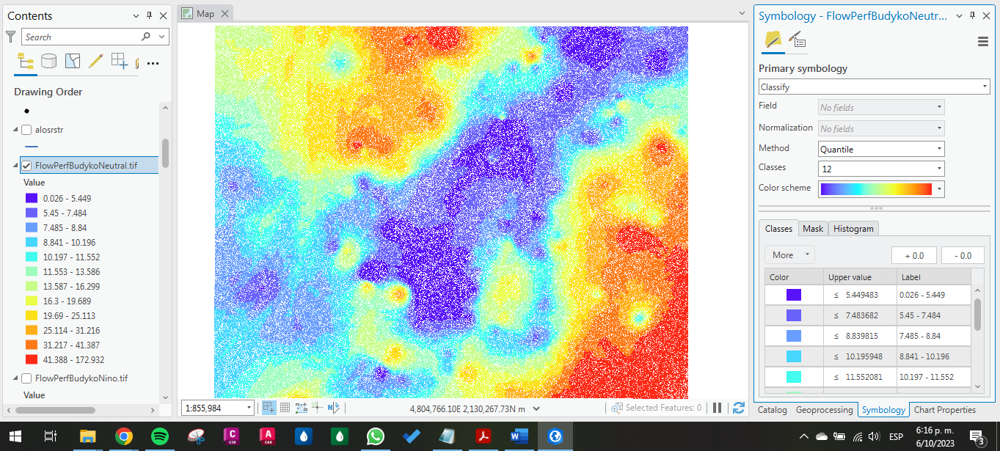 Contents
Search
Drawing Order
alosrstr
FlowPerfBudykoNeutral.tif
Value
0.026 - 5.449
5.45 - 7.484
7.485 - 8.84
8.841 - 10.196
10.197 - 11.552
11.553 - 13.586
13.587 - 16.299
16.3 - 19.689
19.69 - 25.113
25.114 - 31.216
31.217 - 41.387
41.388 - 172.932
FlowPerfBudykoNino.tif
Value
Map
1:855,984
4,804,766.10E 2,130,267.73N m
Selected Features: 0
Symbology - FlowPerfBudykoNeutr...
Primary symbology
Classify
Field No fields
Normalization No fields
Method Quantile
Classes 12
Color scheme
Classes Mask Histogram
More + 0.0 - 0.0
Color Upper value Label
≤ 5.449483 0.026 - 5.449
≤ 7.483682 5.45 - 7.484
≤ 8.839815 7.485 - 8.84
≤ 10.195948 8.841 - 10.196
≤ 11.552081 10.197 - 11.552
Catalog Geoprocessing Symbology Chart Properties
C
C3D
A
CAD
W
ESP
6:16 p. m.
6/10/2023
3